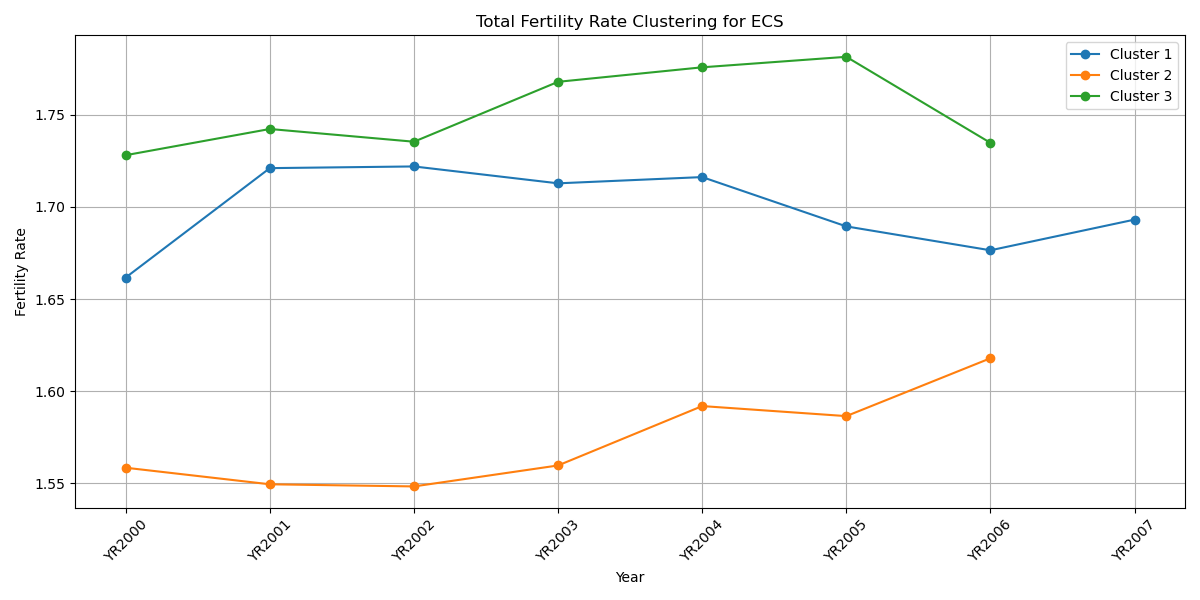 Total Fertility Rate Clustering for ECS
Cluster 1
Cluster 2
Cluster 3
Fertility Rate
1.75
1.70
1.65
1.60
1.55
YR2000
YR2001
YR2002
YR2003
YR2004
YR2005
YR2006
YR2007
Year